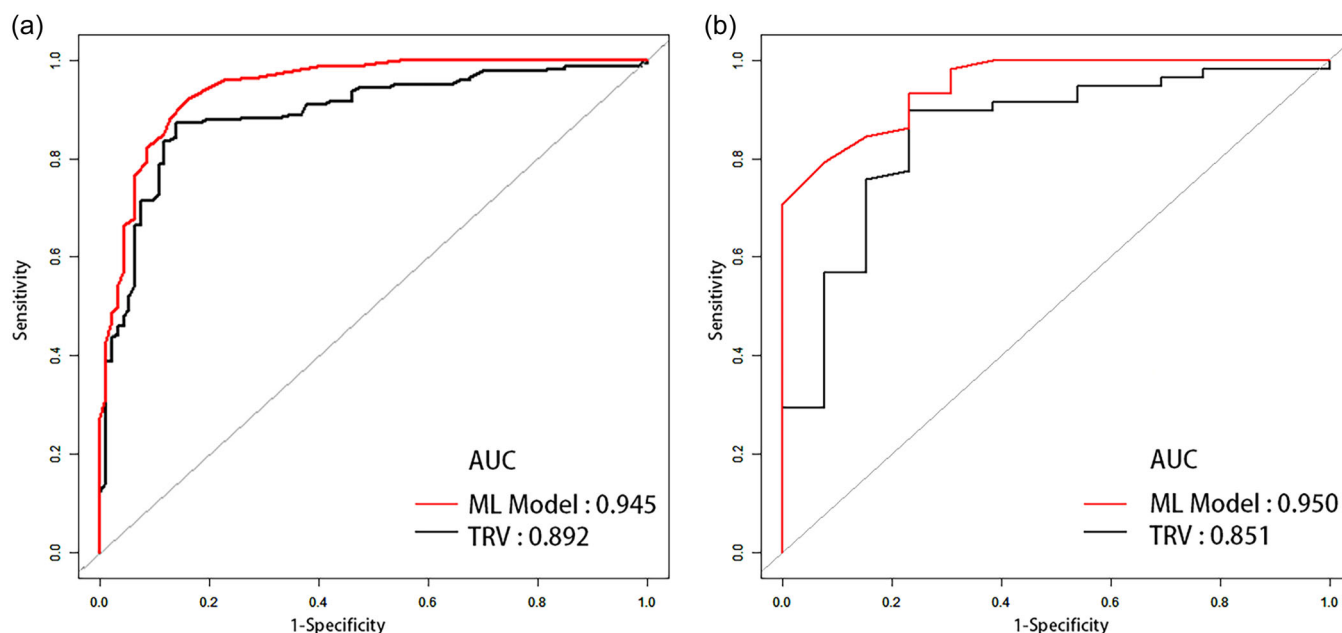 (a)
1.0
0.8
0.6
0.4
0.2
0.0
Sensitivity
AUC
ML Model : 0.945
TRV : 0.892
0.0 0.2 0.4 0.6 0.8 1.0
1-Specificity
(b)
1.0
0.8
0.6
0.4
0.2
0.0
Sensitivity
AUC
ML Model : 0.950
TRV : 0.851
0.0 0.2 0.4 0.6 0.8 1.0
1-Specificity